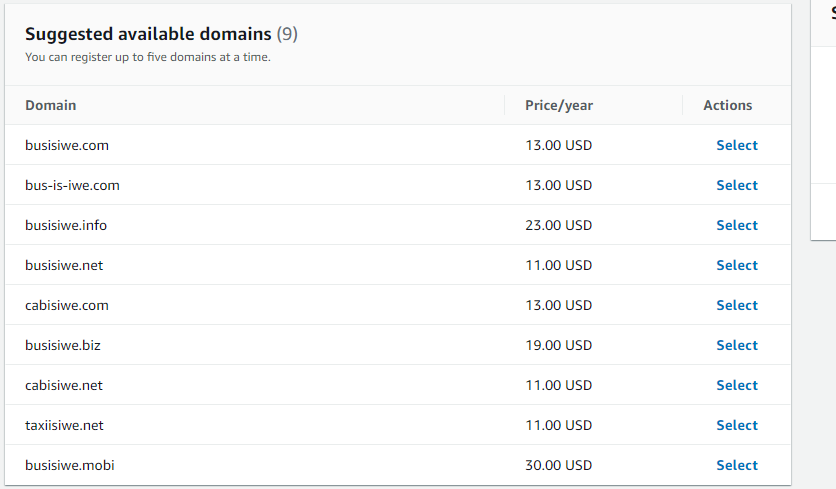 Suggested available domains (9)
You can register up to five domains at a time.
Domain Price/year Actions
busisiwe.com 13.00 USD Select
bus-is-iwe.com 13.00 USD Select
busisiwe.info 23.00 USD Select
busisiwe.net 11.00 USD Select
cabisiwe.com 13.00 USD Select
busisiwe.biz 19.00 USD Select
cabisiwe.net 11.00 USD Select
taxiisiwe.net 11.00 USD Select
busisiwe.mobi 30.00 USD Select